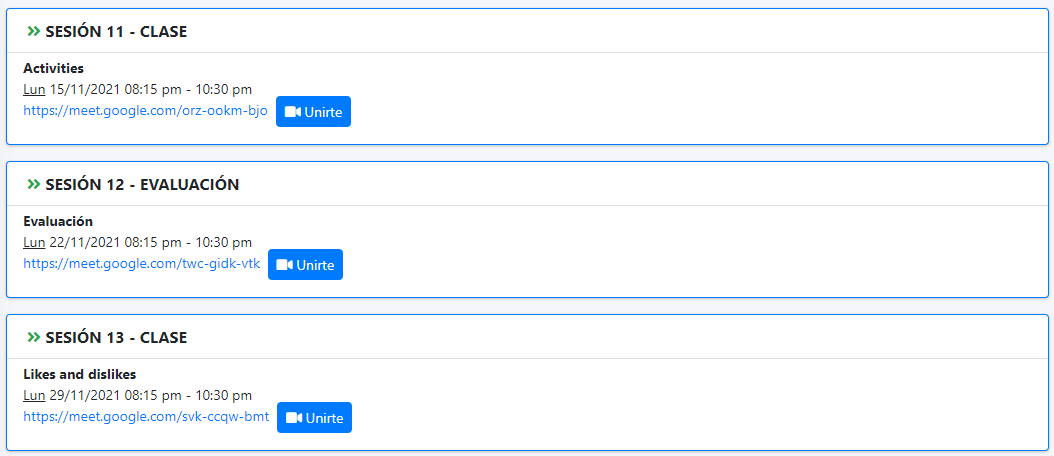 » SESIÓN 11 - CLASE
Activities
Lun 15/11/2021 08:15 pm - 10:30 pm
https://meet.google.com/orz-ookm-bjo Unirte
» SESIÓN 12 - EVALUACIÓN
Evaluación
Lun 22/11/2021 08:15 pm - 10:30 pm
https://meet.google.com/twc-gidk-vtk Unirte
» SESIÓN 13 - CLASE
Likes and dislikes
Lun 29/11/2021 08:15 pm - 10:30 pm
https://meet.google.com/svk-ccqw-bmt Unirte